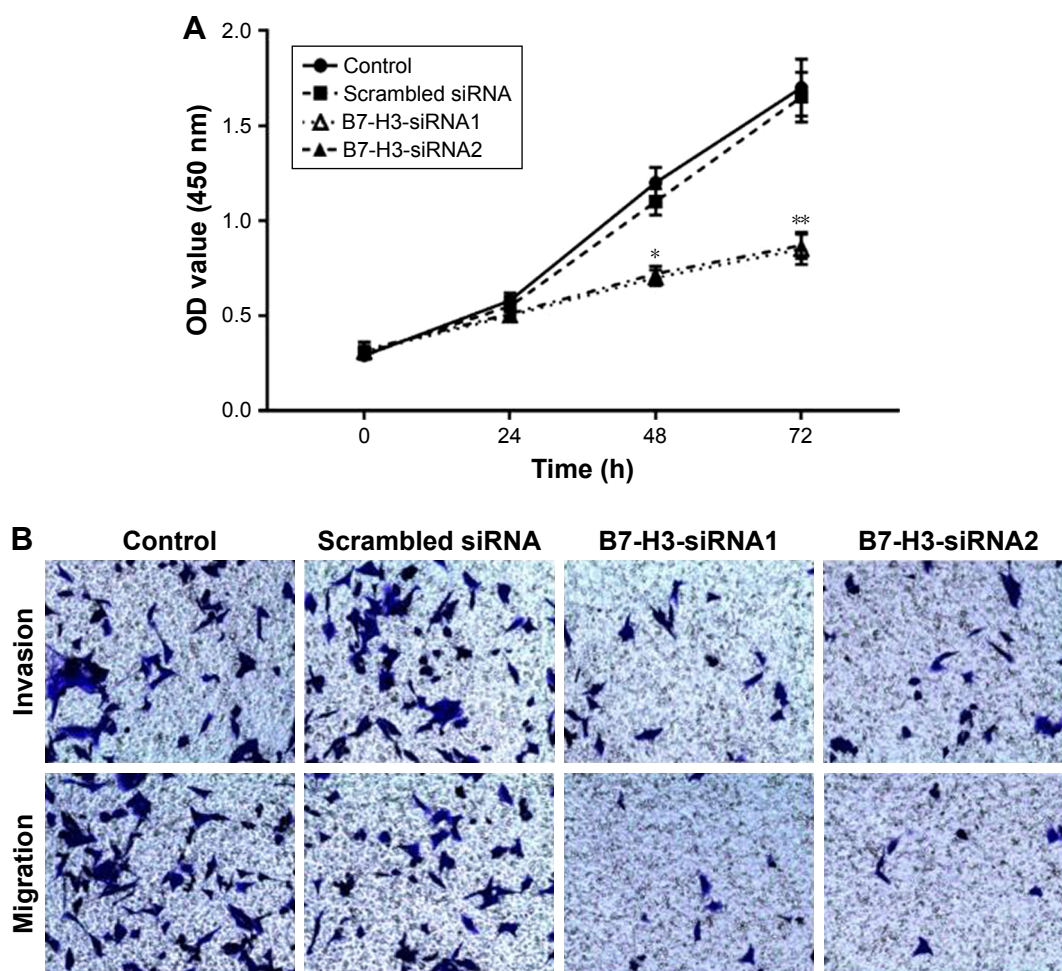 A
2.0
1.5
1.0
0.5
0.0
Control
Scrambled siRNA
B7-H3-siRNA1
B7-H3-siRNA2
*
**
OD value (450 nm)
0 24 48 72
Time (h)
B
Control Scrambled siRNA B7-H3-siRNA1 B7-H3-siRNA2
Invasion
Migration